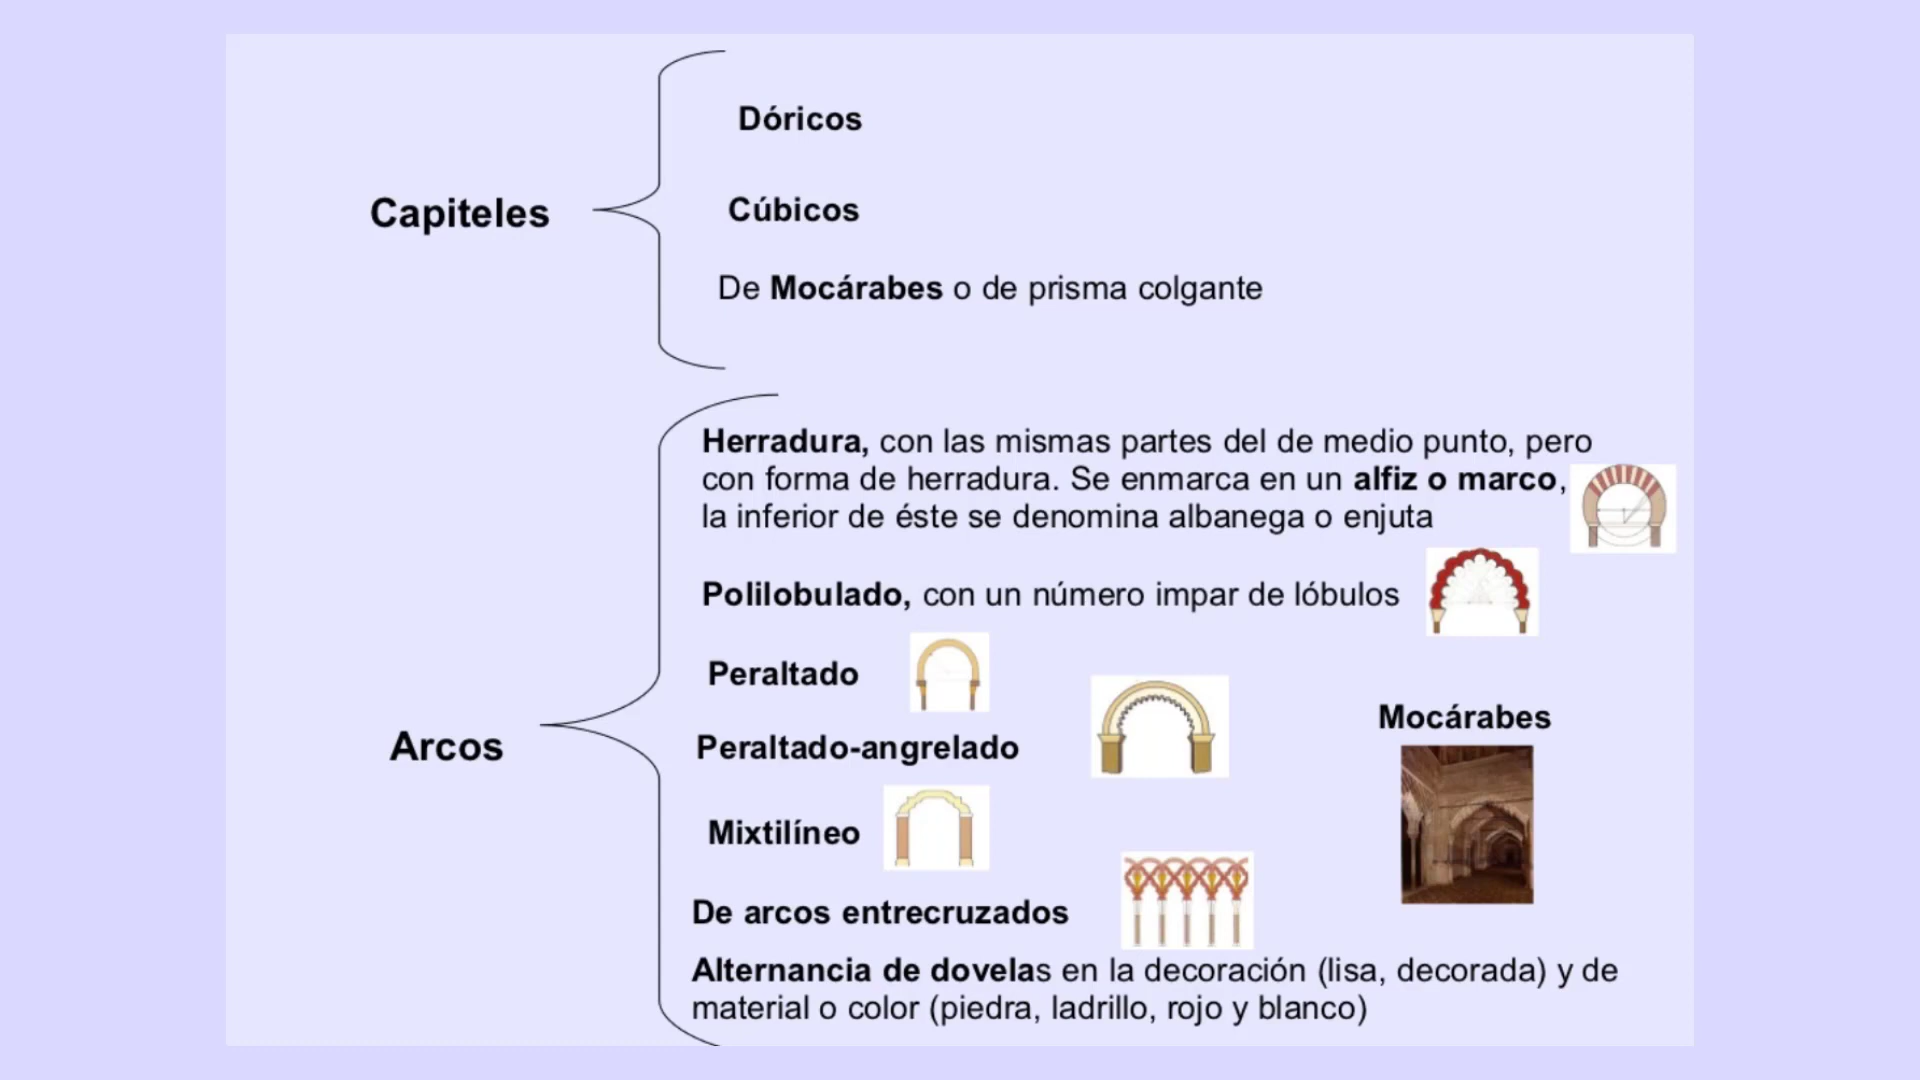 Capiteles
Dóricos
Cúbicos
De Mocárabes o de prisma colgante
Arcos
Herradura, con las mismas partes del de medio punto, pero
con forma de herradura. Se enmarca en un alfiz o marco,
la inferior de éste se denomina albanega o enjuta
Polilobulado, con un número impar de lóbulos
Peraltado
Peraltado-angrelado
Mixtilíneo
De arcos entrecruzados
Mocárabes
Alternancia de dovelas en la decoración (lisa, decorada) y de
material o color (piedra, ladrillo, rojo y blanco)